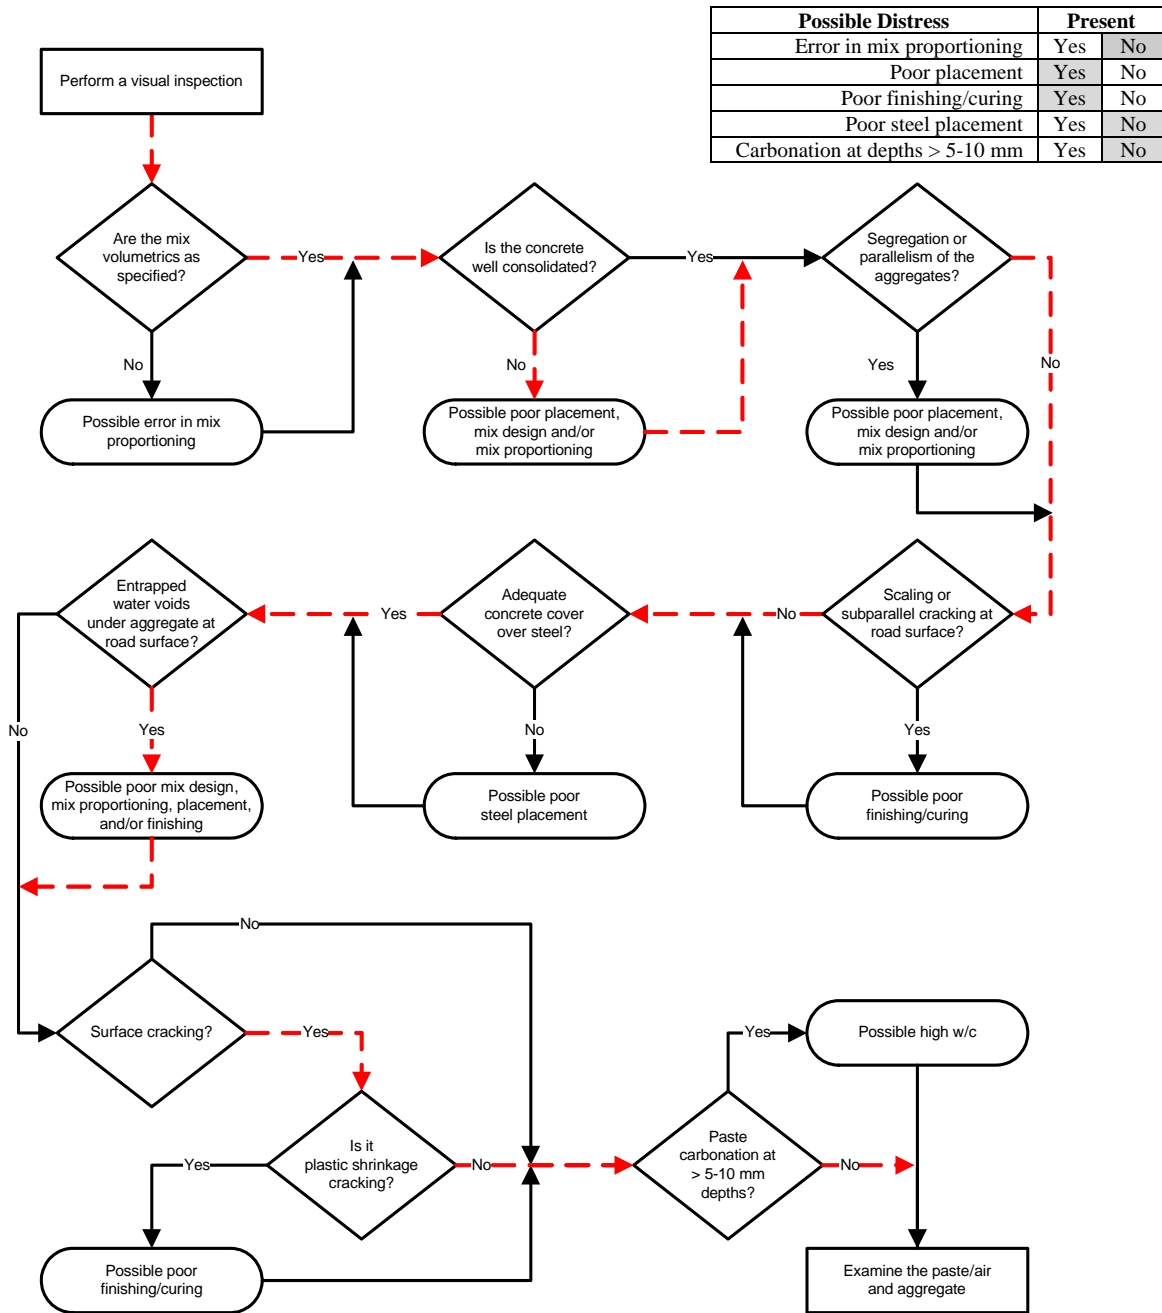 Possible Distress Present
Error in mix proportioning Yes No
Poor placement Yes No
Poor finishing/curing Yes No
Poor steel placement Yes No
Carbonation at depths > 5-10 mm Yes No
Perform a visual inspection
Are the mix
volumetrics as
specified?
Yes
Is the concrete
well consolidated?
Yes
Segregation or
parallelism of the
aggregates?
No
No
No
Yes
Possible error in mix
proportioning
Possible poor placement,
mix design and/or
mix proportioning
Possible poor placement,
mix design and/or
mix proportioning
Entrapped
water voids
under aggregate at
road surface?
Yes
Adequate
concrete cover
over steel?
No
Scaling or
subparallel cracking at
road surface?
No
Yes
No
Yes
Possible poor mix design,
mix proportioning, placement,
and/or finishing
Possible poor
steel placement
Possible poor
finishing/curing
No
Surface cracking?
Yes
Yes
Possible high w/c
Is it
plastic shrinkage
cracking?
Yes
No
Paste
carbonation at
> 5-10 mm
depths?
No
Possible poor
finishing/curing
Examine the paste/air
and aggregate